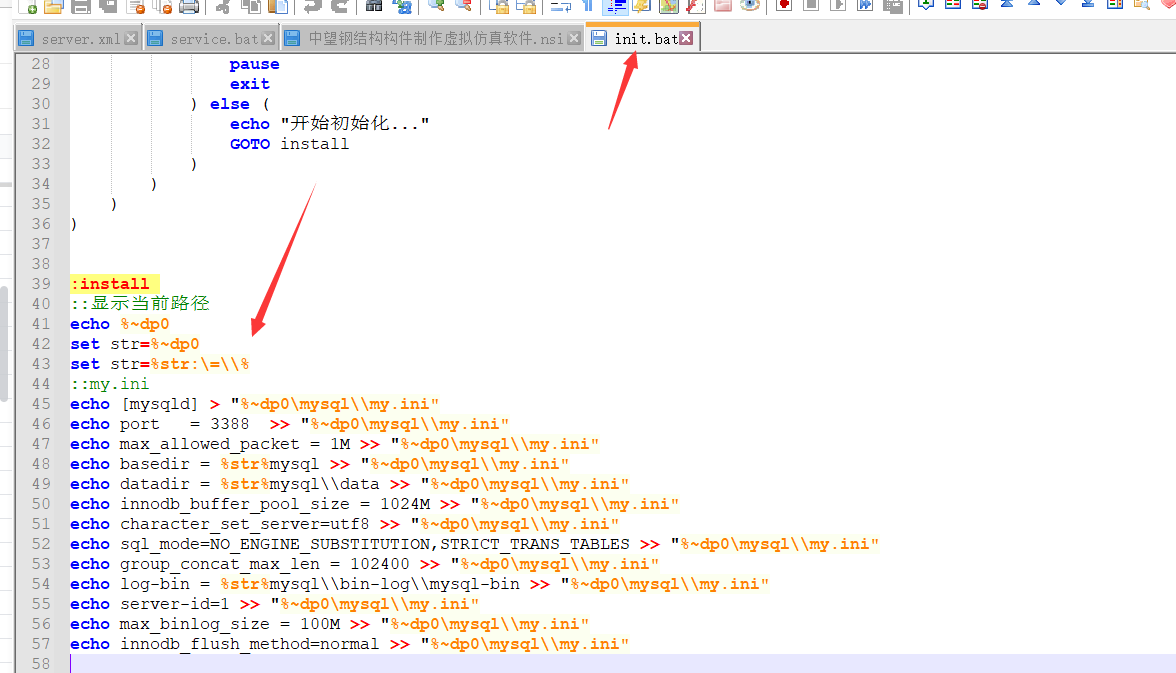 server.xml service.bat 中望钢结构构件制作虚拟仿真软件.nsi init.bat
28 pause
29 exit
30 ) else (
31 echo "开始初始化..."
32 GOTO install
33 )
34 )
35 )
36 )
37
38
39 :install
40 ::显示当前路径
41 echo %~dp0
42 set str=%~dp0
43 set str=%str:\=\\%
44 ::my.ini
45 echo [mysqld] > "%~dp0\mysql\\my.ini"
46 echo port   = 3388  >> "%~dp0\mysql\\my.ini"
47 echo max_allowed_packet = 1M >> "%~dp0\mysql\\my.ini"
48 echo basedir = %str%mysql >> "%~dp0\mysql\\my.ini"
49 echo datadir = %str%mysql\\data >> "%~dp0\mysql\\my.ini"
50 echo innodb_buffer_pool_size = 1024M >> "%~dp0\mysql\\my.ini"
51 echo character_set_server=utf8 >> "%~dp0\mysql\\my.ini"
52 echo sql_mode=NO_ENGINE_SUBSTITUTION,STRICT_TRANS_TABLES >> "%~dp0\mysql\\my.ini"
53 echo group_concat_max_len = 102400 >> "%~dp0\mysql\\my.ini"
54 echo log-bin = %str%mysql\\bin-log\\mysql-bin >> "%~dp0\mysql\\my.ini"
55 echo server-id=1 >> "%~dp0\mysql\\my.ini"
56 echo max_binlog_size = 100M >> "%~dp0\mysql\\my.ini"
57 echo innodb_flush_method=normal >> "%~dp0\mysql\\my.ini"
58